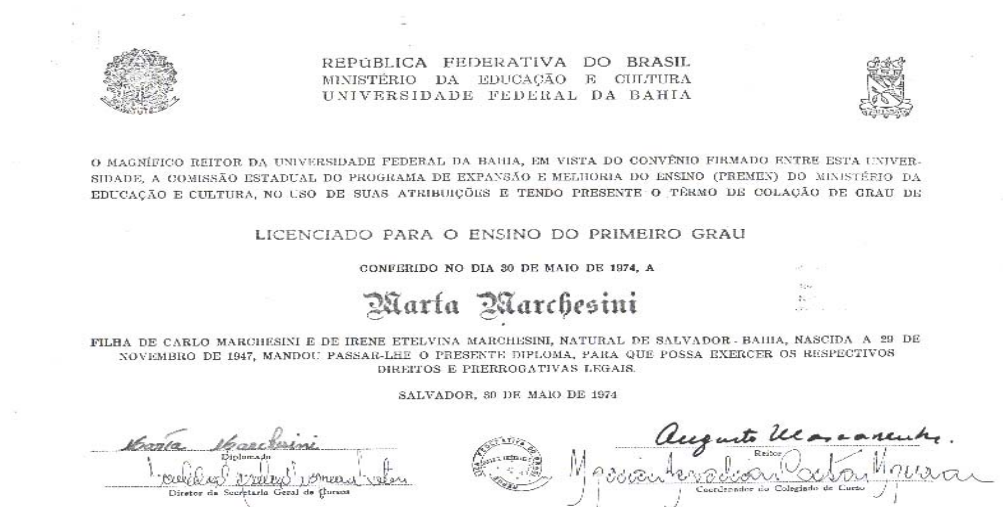 REPÚBLICA FEDERATIVA DO BRASIL
MINISTÉRIO DA EDUCAÇÃO E CULTURA
UNIVERSIDADE FEDERAL DA BAHIA
O MAGNÍFICO REITOR DA UNIVERSIDADE FEDERAL DA BAHIA, EM VISTA DO CONVÊNIO FIRMADO ENTRE ESTA UNIVER-
SIDADE, A COMISSÃO ESTADUAL DO PROGRAMA DE EXPANSÃO E MELHORIA DO ENSINO (PREMEN) DO MINISTÉRIO DA
EDUCAÇÃO E CULTURA, NO USO DE SUAS ATRIBUIÇÕES E TENDO PRESENTE O TÊRMO DE COLAÇÃO DE GRAU DE
LICENCIADO PARA O ENSINO DO PRIMEIRO GRAU
CONFERIDO NO DIA 30 DE MAIO DE 1974, A
Marta Marchesini
FILHA DE CARLO MARCHESINI E DE IRENE ETELVINA MARCHESINI, NATURAL DE SALVADOR - BAHIA, NASCIDA A 29 DE
NOVEMBRO DE 1947, MANDOU PASSAR-LHE O PRESENTE DIPLOMA, PARA QUE POSSA EXERCER OS RESPECTIVOS
DIREITOS E PRERROGATIVAS LEGAIS.
SALVADOR, 30 DE MAIO DE 1974
Marta Marchesini
Diplomado
Diretor da Secretaria Geral de Cursos
Augusto Mascarenhas.
Reitor
Coordenador do Colegiado de Curso